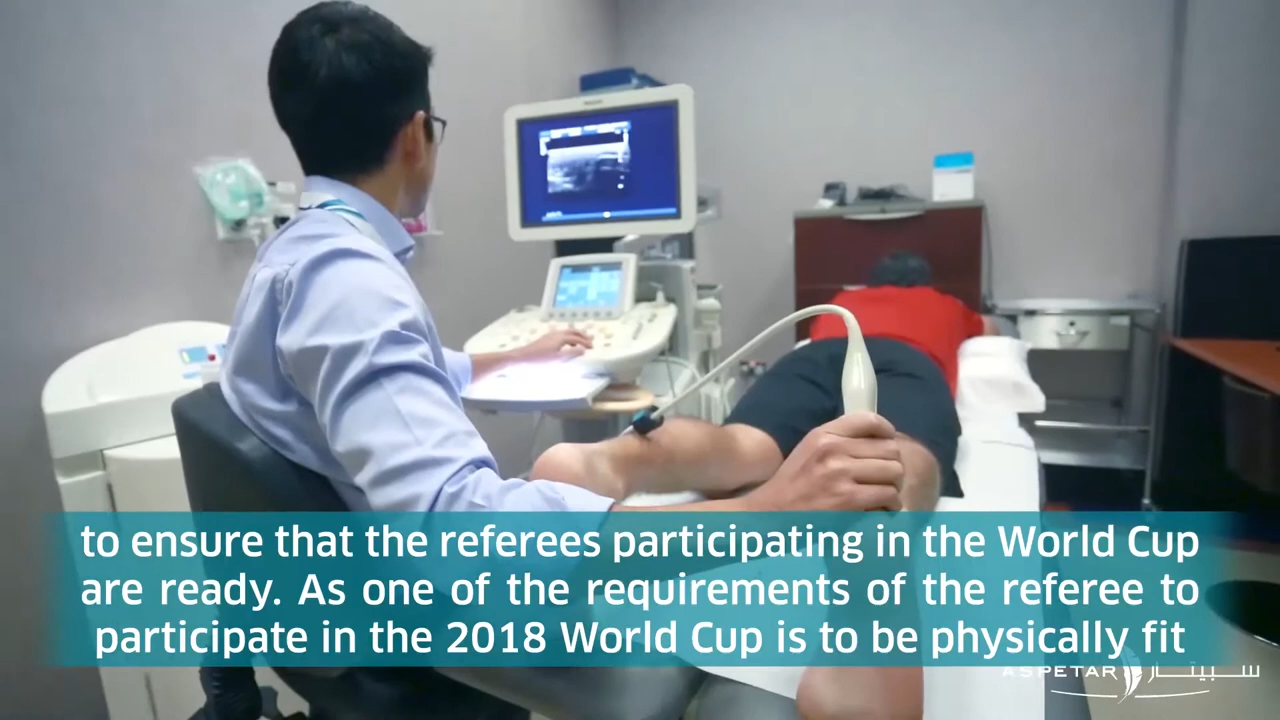 to ensure that the referees participating in the World Cup
are ready. As one of the requirements of the referee to
participate in the 2018 World Cup is to be physically fit
ASPETAR سبيتار